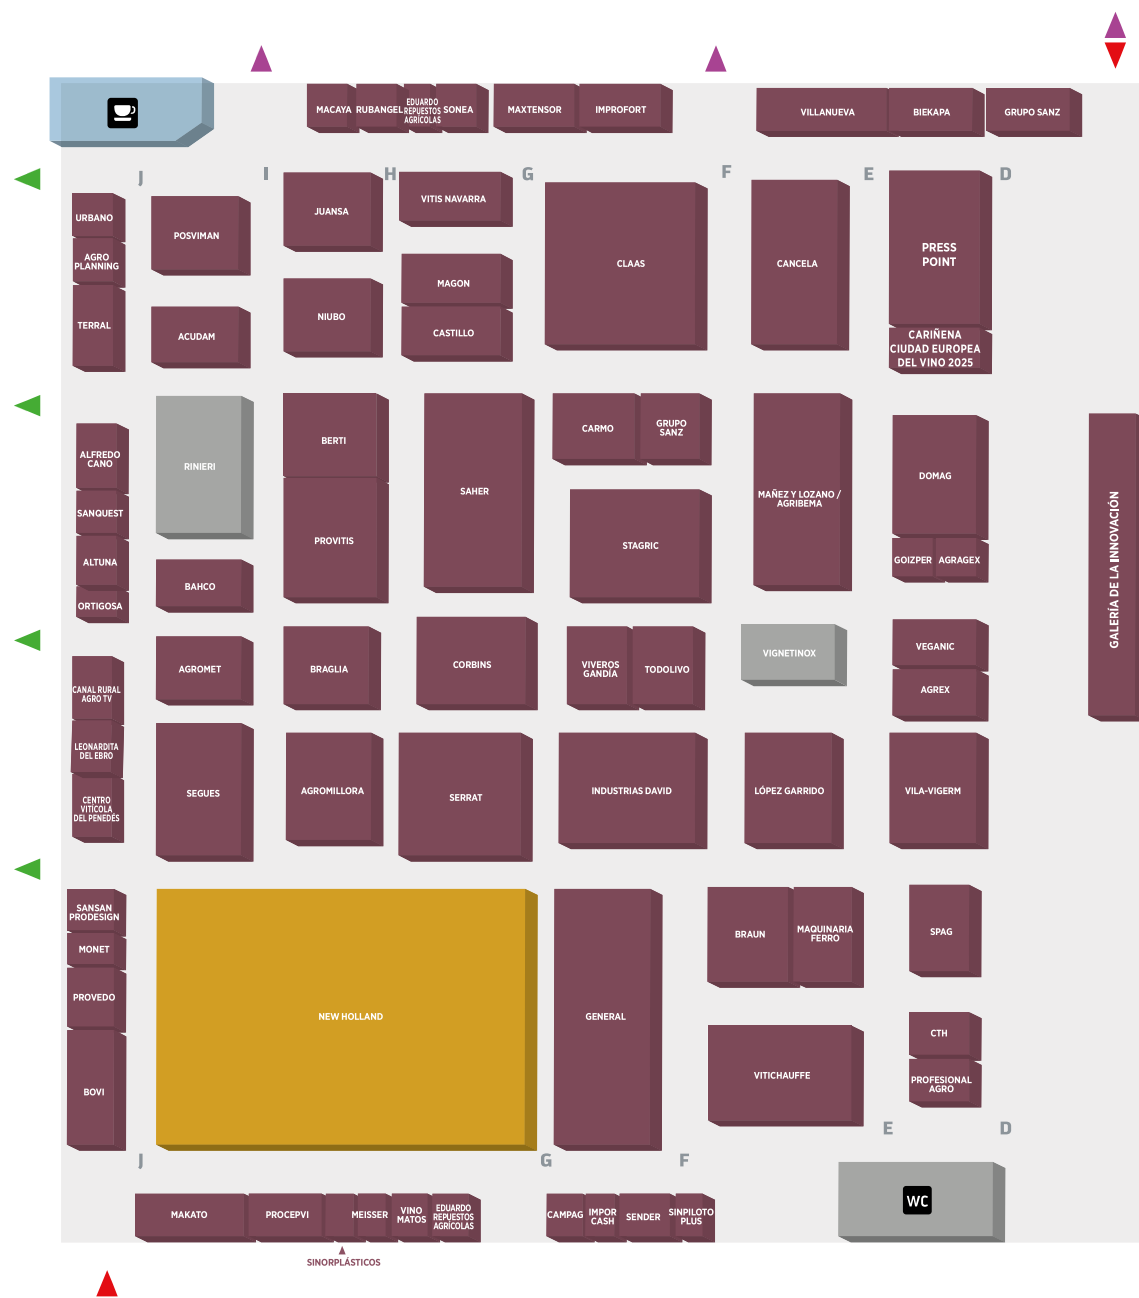 MACAYA
RUBANGEL
EDUARDO
REPUESTOS
AGRÍCOLAS
SONEA
MAXTENSOR
IMPROFORT
VILLANUEVA
BIEKAPA
GRUPO SANZ
J
I
H
G
F
E
D
URBANO
AGRO
PLANNING
TERRAL
POSVIMAN
ACUDAM
JUANSA
NIUBO
VITIS NAVARRA
MAGON
CASTILLO
CLAAS
CANCELA
PRESS
POINT
CARIÑENA
CIUDAD EUROPEA
DEL VINO 2025
ALFREDO
CANO
SANQUEST
ALTUNA
ORTIGOSA
RINIERI
BAHCO
BERTI
PROVITIS
SAHER
CARMO
GRUPO
SANZ
STAGRIC
MAÑEZ Y LOZANO /
AGRIBEMA
DOMAG
GOIZPER
AGRAGEX
GALERÍA DE LA INNOVACIÓN
CANAL RURAL
AGRO TV
LEONARDITA
DEL EBRO
CENTRO
VITÍCOLA
DEL PENEDÉS
AGROMET
SEGUES
BRAGLIA
AGROMILLORA
CORBINS
SERRAT
VIVEROS
GANDÍA
TODOLIVO
INDUSTRIAS DAVID
VIGNETINOX
LÓPEZ GARRIDO
VEGANIC
AGREX
VILA-VIGERM
SANSAN
PRODESIGN
MONET
PROVEDO
BOVI
NEW HOLLAND
GENERAL
BRAUN
MAQUINARIA
FERRO
VITICHAUFFE
SPAG
CTH
PROFESIONAL
AGRO
J
G
F
E
D
MAKATO
PROCEPVI
MEISSER
VINO
MATOS
EDUARDO
REPUESTOS
AGRÍCOLAS
CAMPAG
IMPOR
CASH
SENDER
SINPILOTO
PLUS
WC
SINORPLÁSTICOS